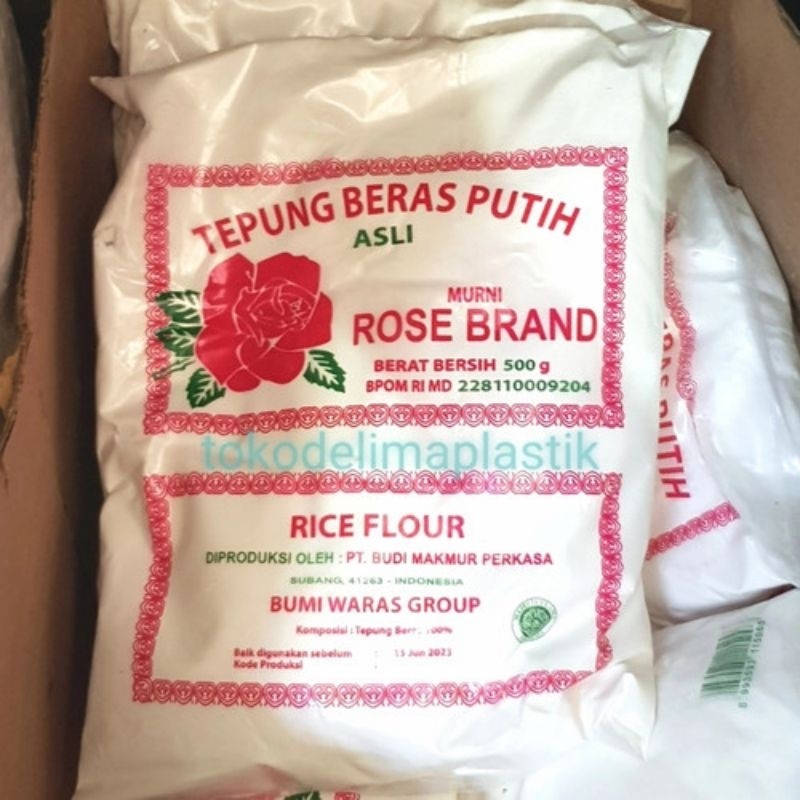 TEPUNG BERAS PUTIH
ASLI
MURNI
ROSE BRAND
BERAT BERSIH 500 g
BPOM RI MD 228110009204
tokodelimaplastik
RICE FLOUR
DIPRODUKSI OLEH : PT. BUDI MAKMUR PERKASA
SUBANG, 41263 - INDONESIA
BUMI WARAS GROUP
Komposisi : Tepung 100%
Baik digunakan sebelum : 15 Jun 2023
Kode Produksi :
PUTIH